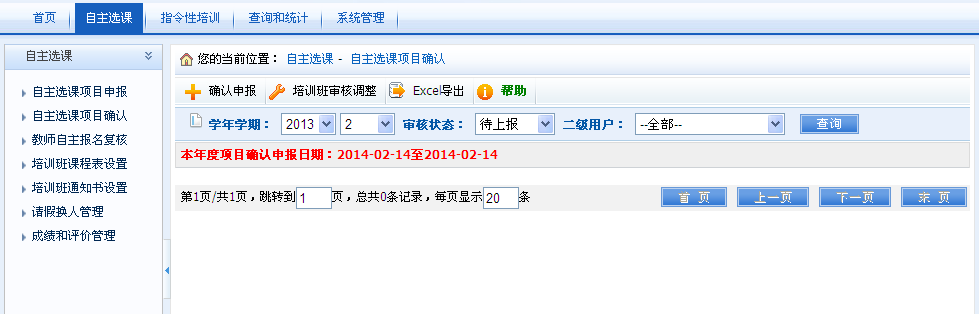 首页 自主选课 指令性培训 查询和统计 系统管理
自主选课
自主选课项目申报
自主选课项目确认
教师自主报名复核
培训班课程表设置
培训班通知书设置
请假换人管理
成绩和评价管理
您的当前位置： 自主选课 - 自主选课项目确认
确认申报 培训班审核调整 Excel导出 帮助
学年学期： 2013 2 审核状态： 待上报 二级用户： --全部-- 查询
本年度项目确认申报日期：2014-02-14至2014-02-14
第1页/共1页，跳转到 1 页，总共0条记录，每页显示 20 条 首 页 上一页 下一页 末 页